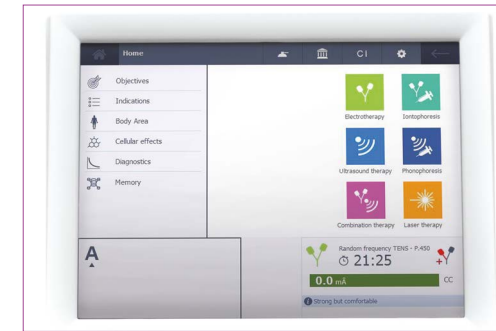 Home
CI
Objectives
Indications
Body Area
Cellular effects
Diagnostics
Memory
Electrotherapy
Iontophoresis
Ultrasound therapy
Phonophoresis
Combination therapy
Laser therapy
A
Random frequency TENS - P.450
21:25
0.0 mA
CC
Strong but comfortable